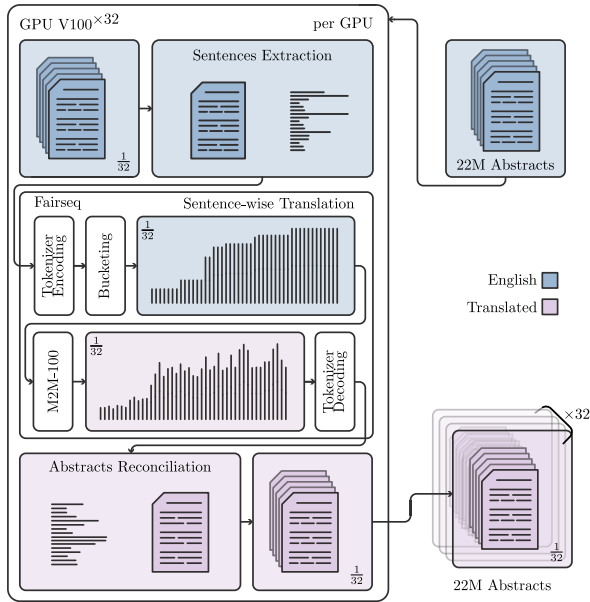 GPU V100×32
per GPU
1/32
Sentences Extraction
22M Abstracts
Fairseq
Sentence-wise Translation
Tokenizer
Encoding
Bucketing
1/32
English
Translated
M2M-100
1/32
Tokenizer
Decoding
×32
Abstracts Reconciliation
1/32
1/32
22M Abstracts